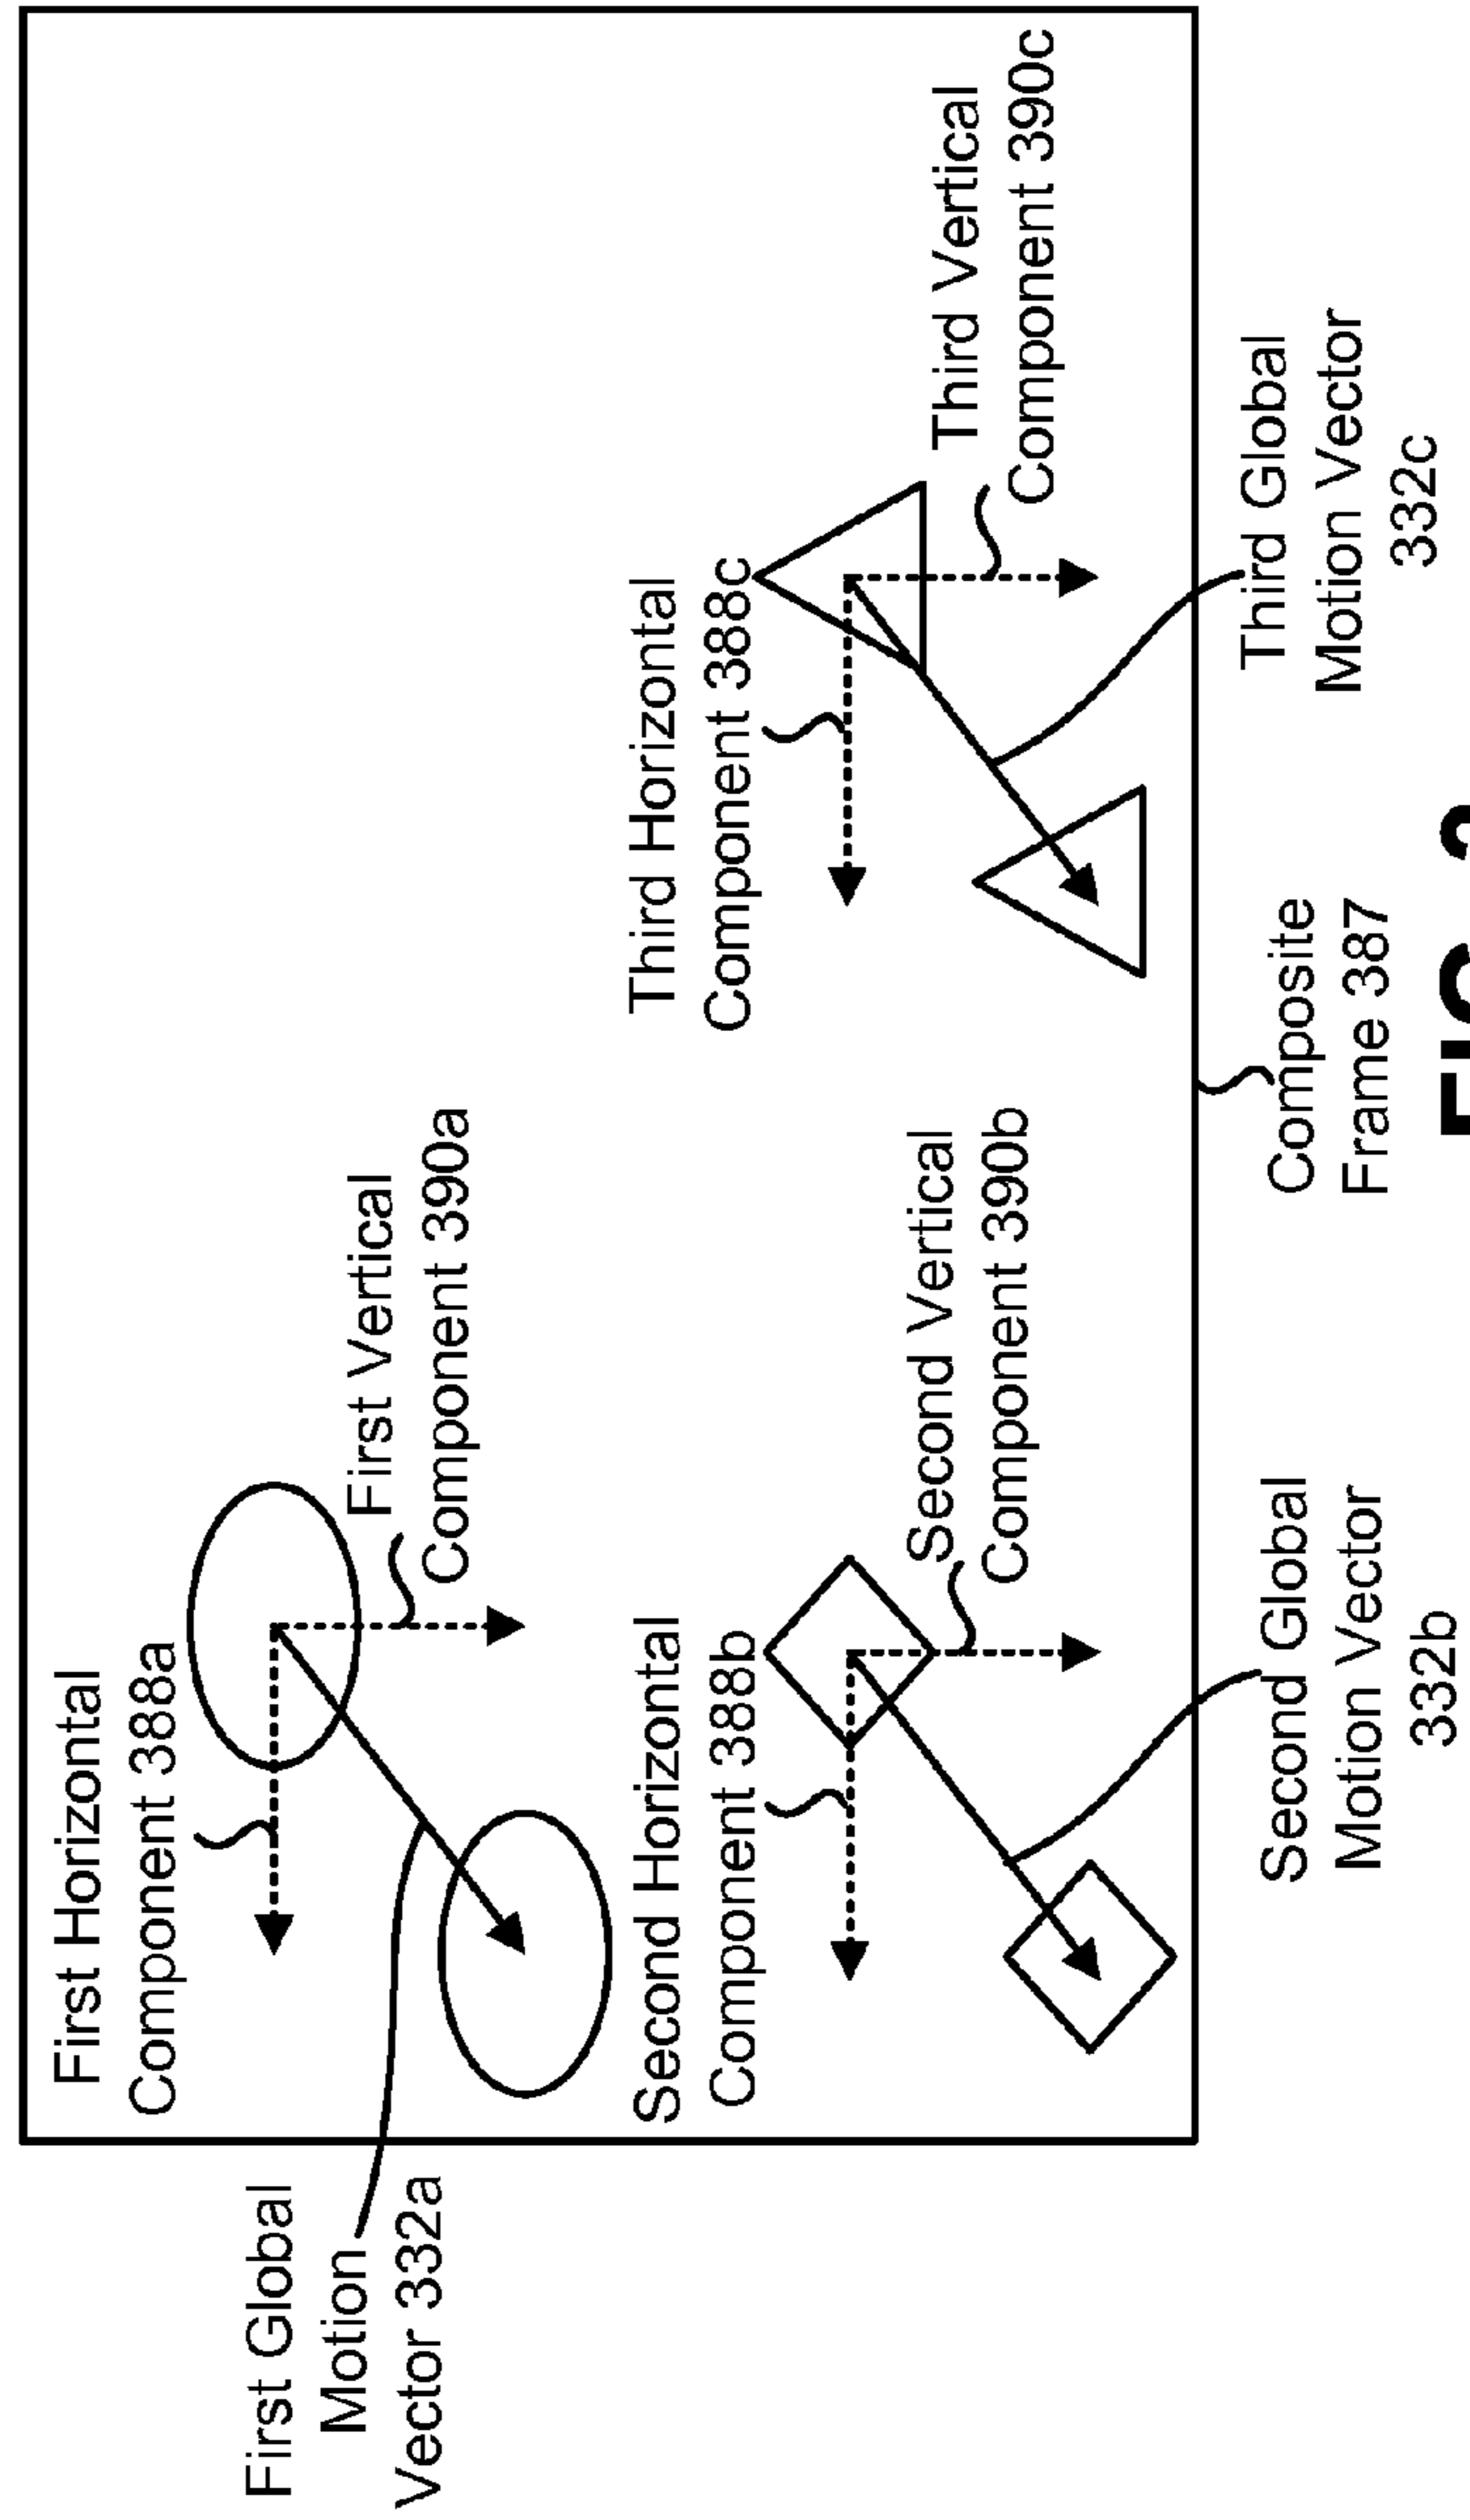 First Horizontal
Component 388a
First Global
Motion
Vector 332a
First Vertical
Component 390a
Second Horizontal
Component 388b
Second Vertical
Component 390b
Third Horizontal
Component 388c
Third Vertical
Component 390c
Second Global
Motion Vector
332b
Composite
Frame 387
Third Global
Motion Vector
332c